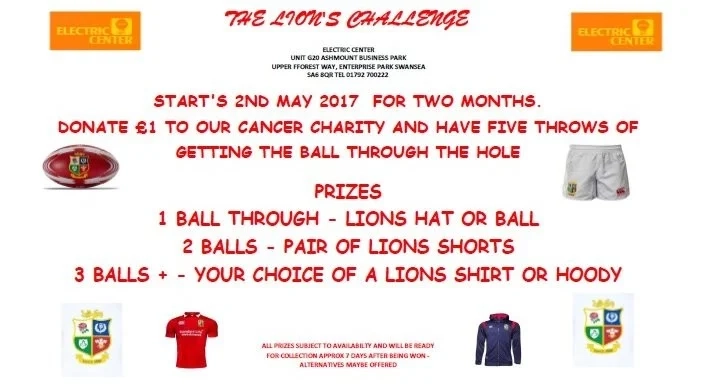 THE LION'S CHALLENGE
ELECTRIC
CENTER
ELECTRIC
CENTER
ELECTRIC CENTER
UNIT G20 ASHMOUNT BUSINESS PARK
UPPER FFOREST WAY, ENTERPRISE PARK SWANSEA
SA6 8QR TEL 01792 700222
START'S 2ND MAY 2017 FOR TWO MONTHS.
DONATE £1 TO OUR CANCER CHARITY AND HAVE FIVE THROWS OF
GETTING THE BALL THROUGH THE HOLE
PRIZES
1 BALL THROUGH - LIONS HAT OR BALL
2 BALLS - PAIR OF LIONS SHORTS
3 BALLS + - YOUR CHOICE OF A LIONS SHIRT OR HOODY
ALL PRIZES SUBJECT TO AVAILABILTY AND WILL BE READY
FOR COLLECTION APPROX 7 DAYS AFTER BEING WON -
ALTERNATIVES MAYBE OFFERED